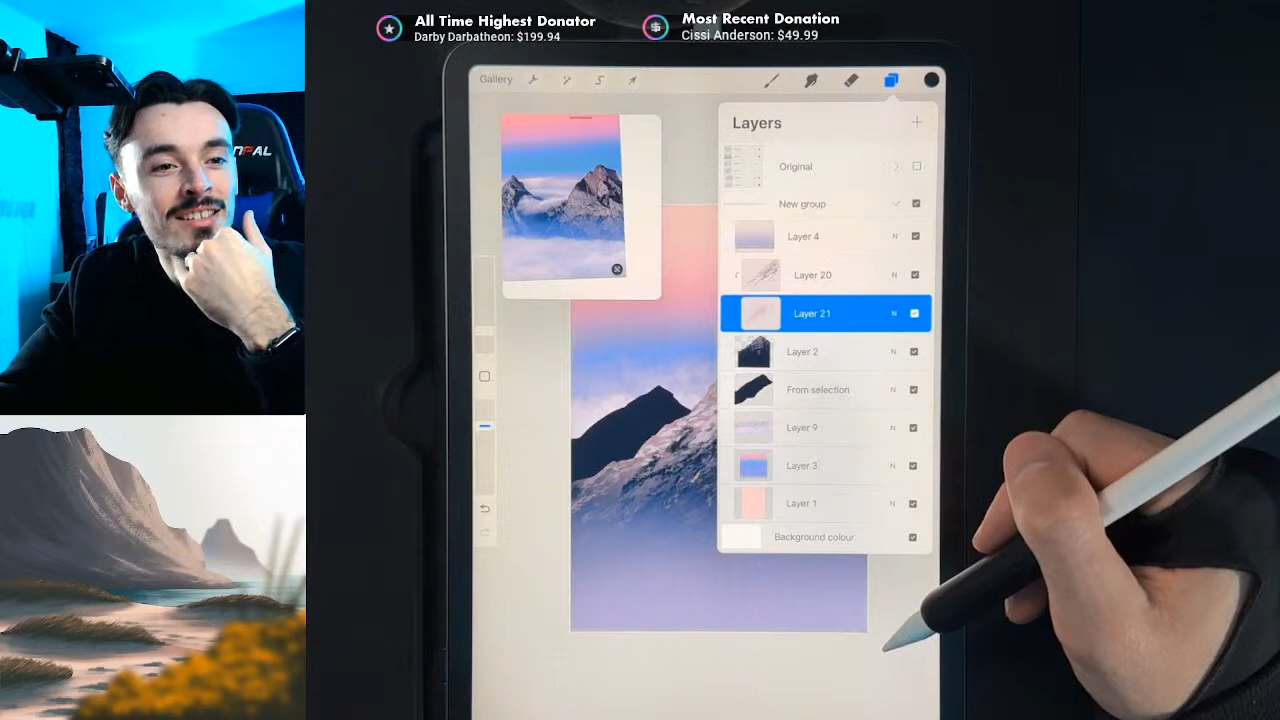 All Time Highest Donator
Darby Darbatheon: $199.94
Most Recent Donation
Cissi Anderson: $49.99
NPAL
Gallery
Layers
Original
New group
Layer 4 N
Layer 20 N
Layer 21 N
Layer 2 N
From selection N
Layer 9 N
Layer 3 N
Layer 1 N
Background colour